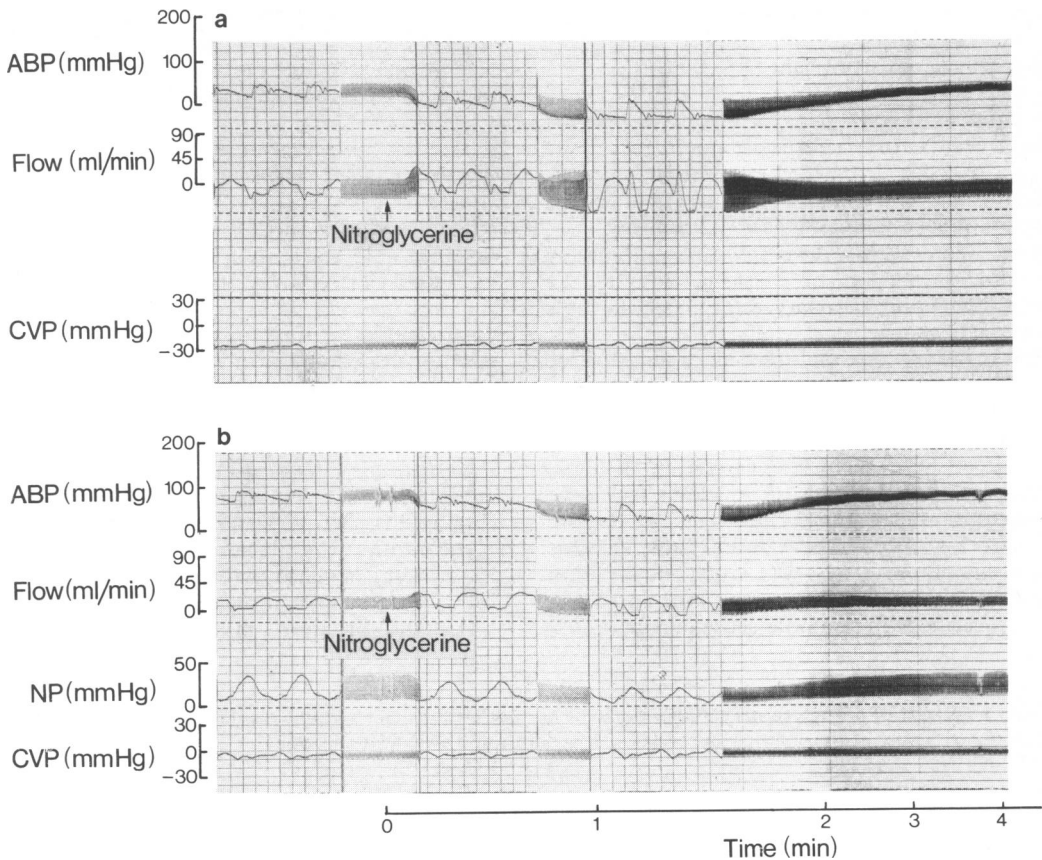 a
200
ABP (mmHg) 100
0
90
Flow (ml/min) 45
0
Nitroglycerine
30
CVP (mmHg) 0
-30
b
200
ABP (mmHg) 100
0
90
Flow (ml/min) 45
0
Nitroglycerine
50
NP (mmHg)
0
30
CVP (mmHg) 0
-30
0 1 2 3 4
Time (min)